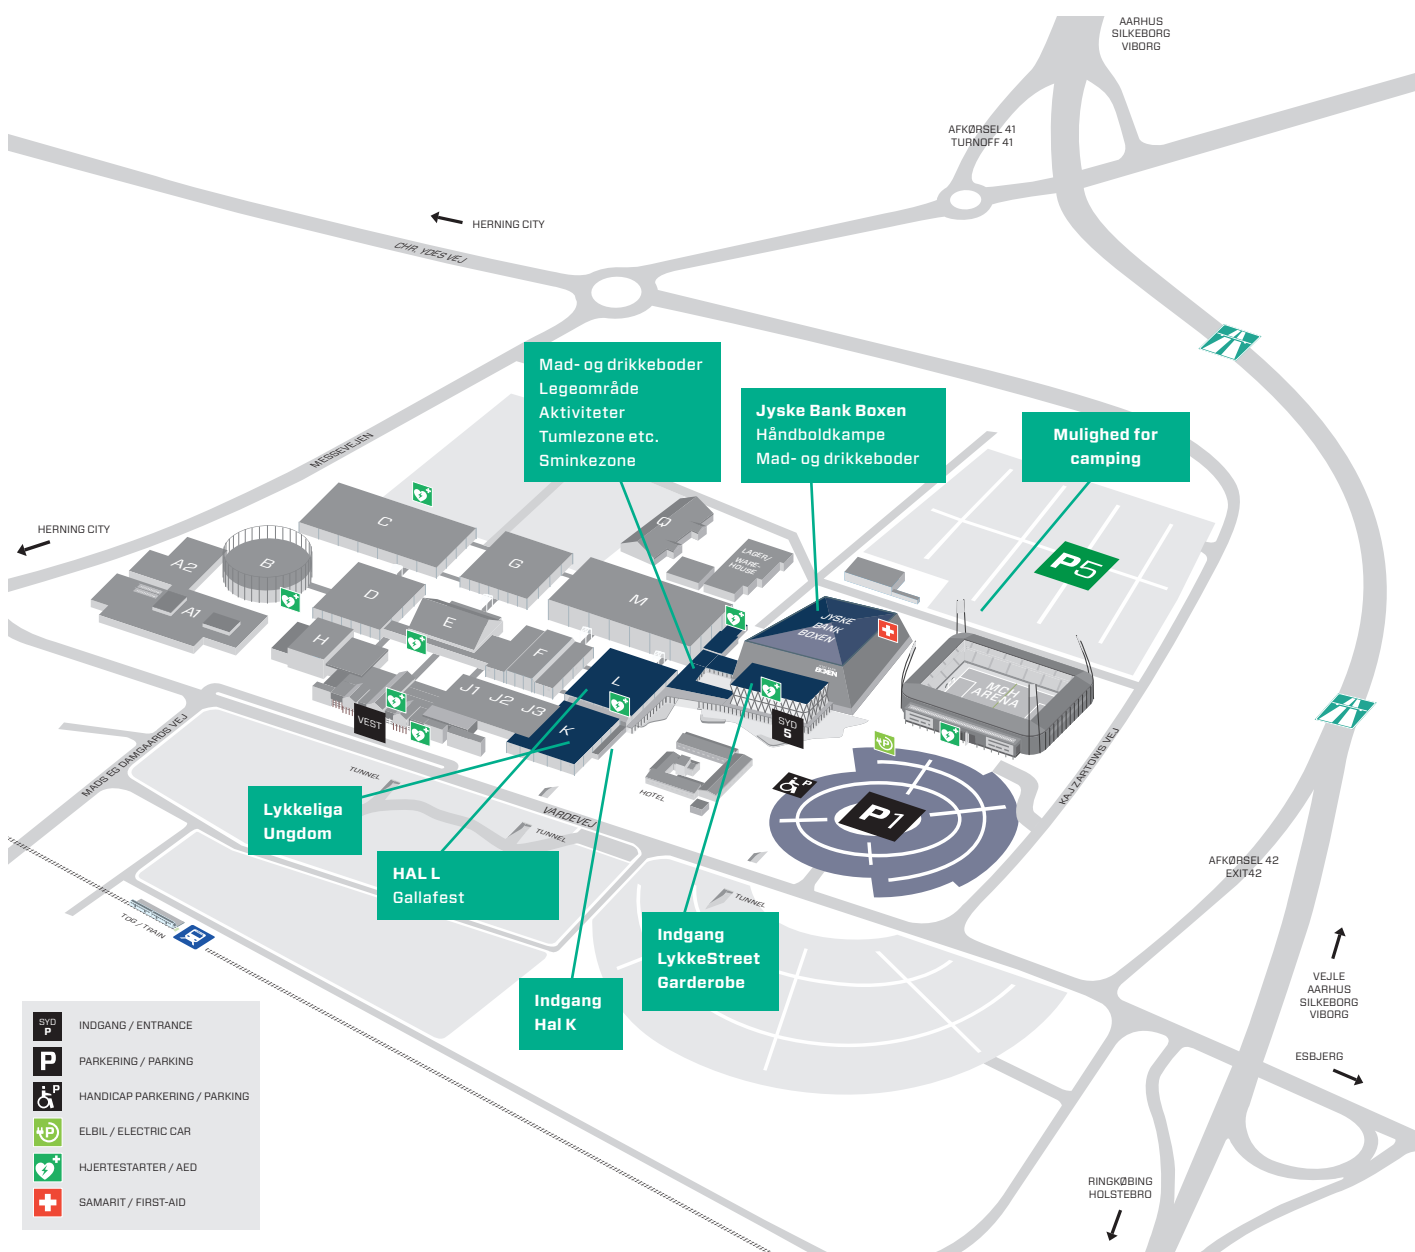 AARHUS
SILKEBORG
VIBORG
AFKØRSEL 41
TURNOFF 41
HERNING CITY
CHR. YDES VEJ
Mad- og drikkeboder
Legeområde
Aktiviteter
Tumlezone etc.
Sminkezone
Jyske Bank Boxen
Håndboldkampe
Mad- og drikkeboder
Mulighed for
camping
MESSEVEJEN
HERNING CITY
C
Q
LAGER/
WARE-
HOUSE
P5
A2
B
G
D
M
A1
E
JYSKE
BANK
BOXEN
H
F
BOXEN
L
J1
J2
J3
MCH
ARENA
VEST
K
SYD
5
MADS EG DAMGAARDS VEJ
TUNNEL
HOTEL
P
P
P1
KAJ ZARTOWS VEJ
Lykkeliga
Ungdom
VARDEVEJ
TUNNEL
HAL L
Gallafest
AFKØRSEL 42
EXIT42
TUNNEL
TOG / TRAIN
Indgang
LykkeStreet
Garderobe
Indgang
Hal K
VEJLE
AARHUS
SILKEBORG
VIBORG
ESBJERG
SYD
P
INDGANG / ENTRANCE
P
PARKERING / PARKING
P
HANDICAP PARKERING / PARKING
P
ELBIL / ELECTRIC CAR
HJERTESTARTER / AED
SAMARIT / FIRST-AID
RINGKØBING
HOLSTEBRO